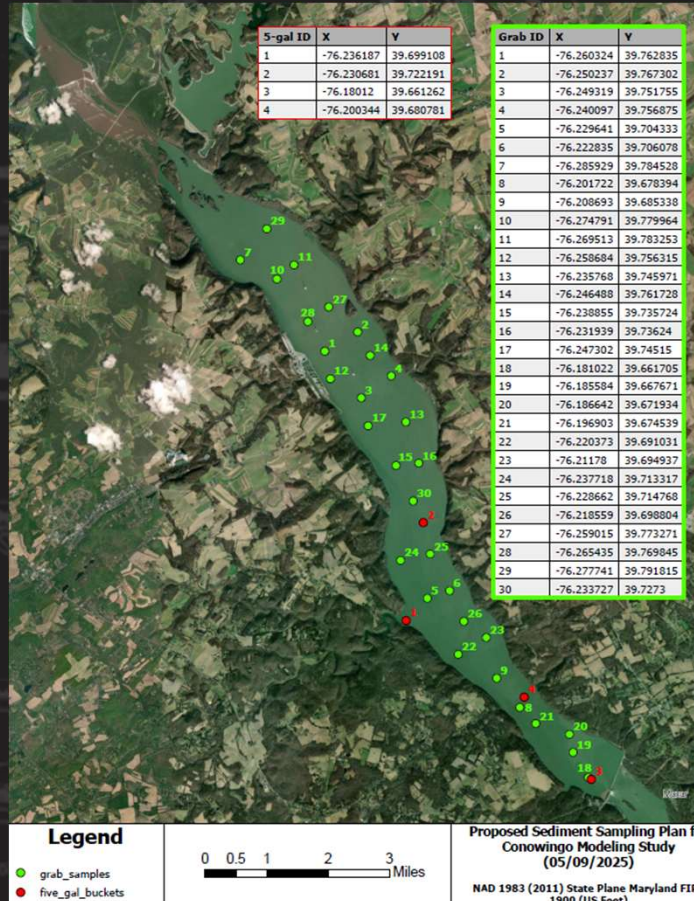 5-gal ID X Y
1 -76.236187 39.699108
2 -76.230681 39.722191
3 -76.18012 39.661262
4 -76.200344 39.680781
Grab ID X Y
1 -76.260324 39.762835
2 -76.250237 39.767302
3 -76.249319 39.751755
4 -76.240097 39.756875
5 -76.229641 39.704333
6 -76.222835 39.706078
7 -76.285929 39.784528
8 -76.201722 39.678394
9 -76.208693 39.685338
10 -76.274791 39.779964
11 -76.269513 39.783253
12 -76.258684 39.756315
13 -76.235768 39.745971
14 -76.246488 39.761728
15 -76.238855 39.735724
16 -76.231939 39.73624
17 -76.247302 39.74515
18 -76.181022 39.661705
19 -76.185584 39.667671
20 -76.186642 39.671934
21 -76.196903 39.674539
22 -76.220373 39.691031
23 -76.21178 39.694937
24 -76.237718 39.713317
25 -76.228662 39.714768
26 -76.218559 39.698804
27 -76.259015 39.773271
28 -76.265435 39.769845
29 -76.277741 39.791815
30 -76.233727 39.7273
29
7
11
10
27
28
2
1
14
12
4
3
13
17
15
16
30
2
25
24
6
5
1
26
23
22
9
4
8
21
20
19
18
3
Legend
grab_samples
five_gal_buckets
0 0.5 1 2 3
Miles
Proposed Sediment Sampling Plan f
Conowingo Modeling Study
(05/09/2025)
NAD 1983 (2011) State Plane Maryland FIP
1900 (US Feet)